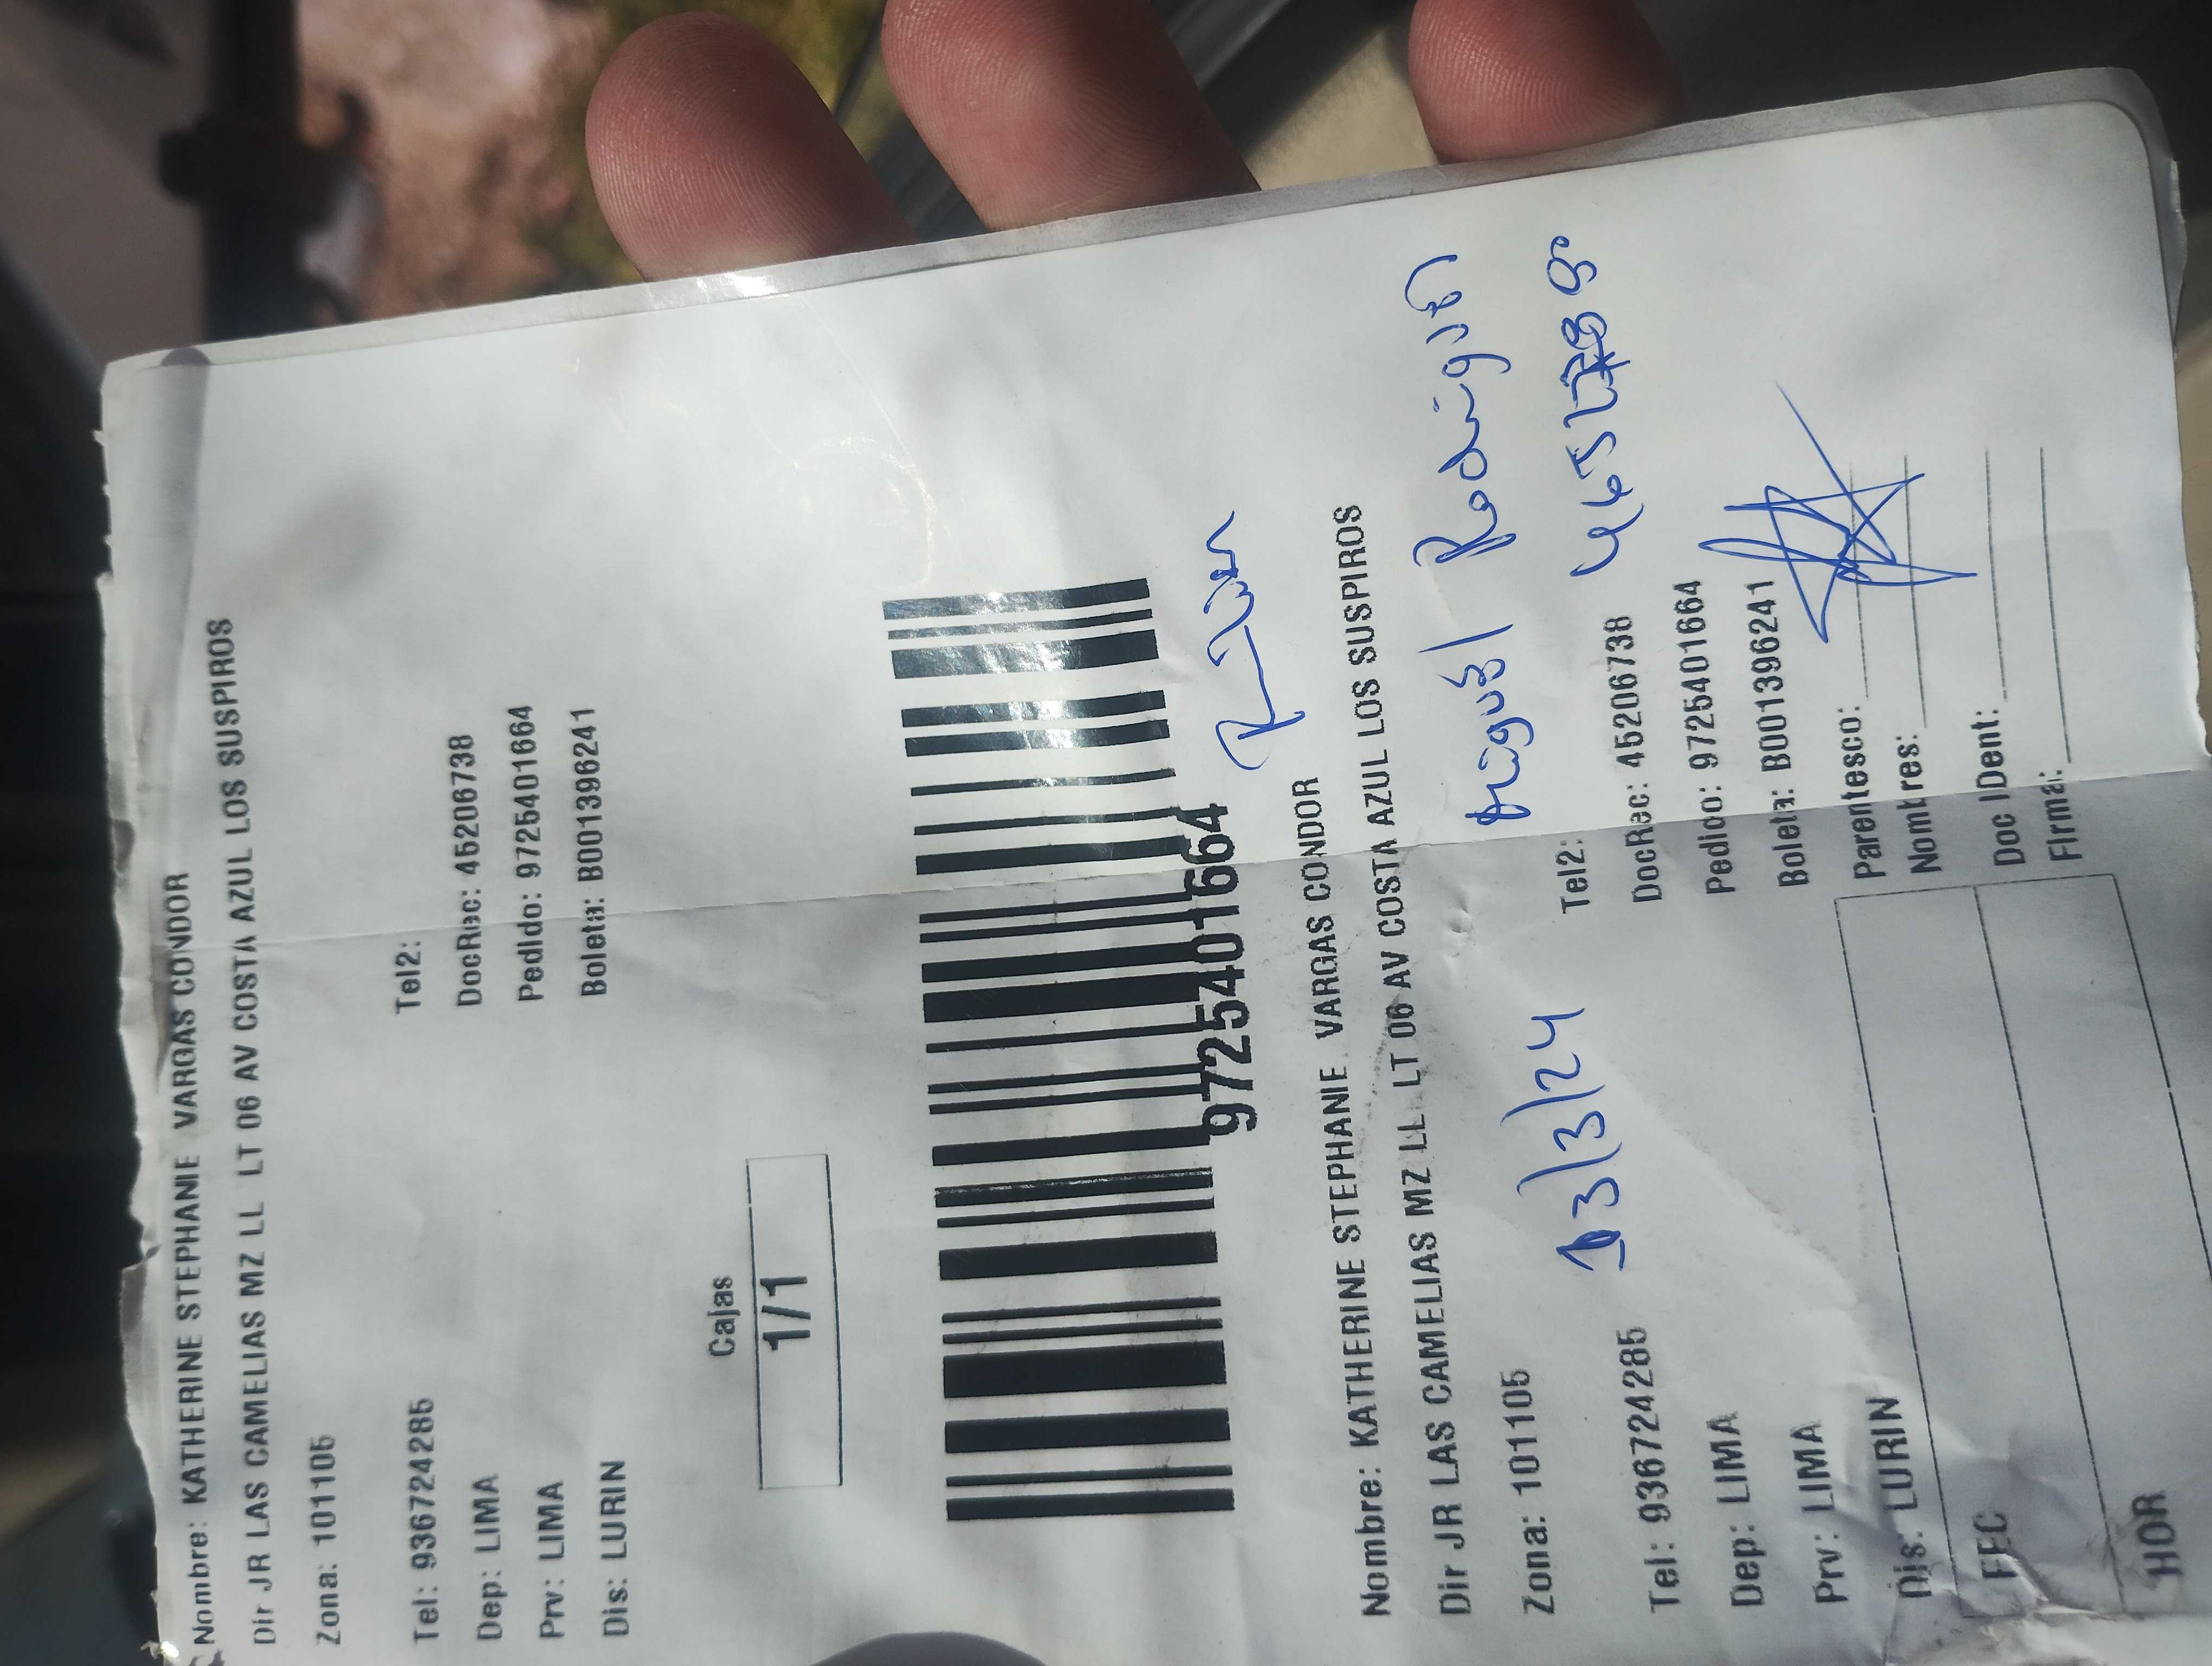 Nombre: KATHERINE STEPHANIE VARGAS CONDOR
Dir JR LAS CAMELIAS MZ LL LT 06 AV COSTA AZUL LOS SUSPIROS
Zona: 101105
Tel: 936724285 Tel2:
Dep: LIMA DocRec: 45206738
Prv: LIMA Pedido: 9725401664
Dis: LURIN Boleta: B001396241
Cajas
1/1
9725401664
Nombre: KATHERINE STEPHANIE VARGAS CONDOR
Dir JR LAS CAMELIAS MZ LL LT 06 AV COSTA AZUL LOS SUSPIROS
Zona: 101105
Miguel Rodriguez
3/3/24
Tel: 936724285 Tel2:
Dep: LIMA DocRec: 45206738
Prv: LIMA Pedido: 9725401664
Dis: LURIN Boleta: B001396241
FEC Parentesco:
Nombres:
HOR Doc IDent:
Firma: